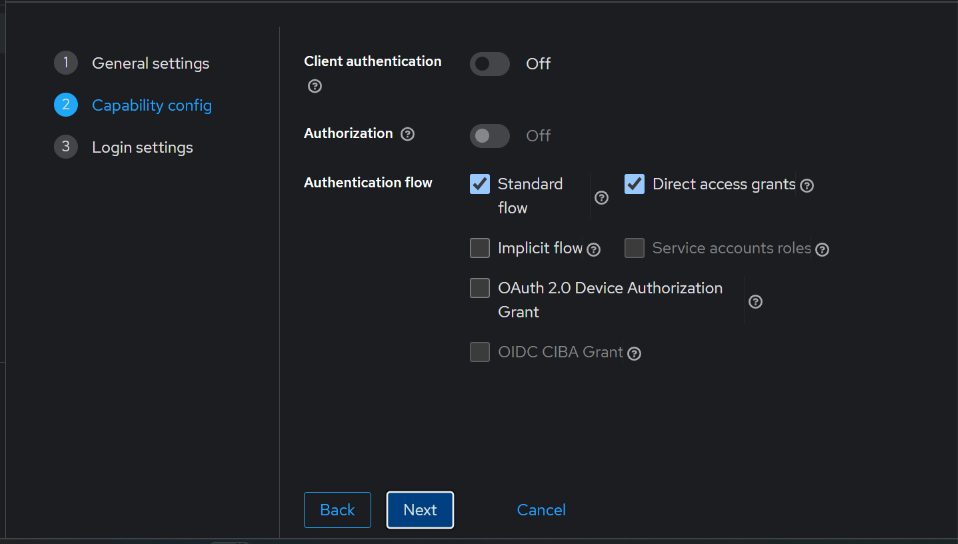 1 General settings
2 Capability config
3 Login settings
Client authentication
Off
Authorization
Off
Authentication flow
Standard
flow
Direct access grants
Implicit flow
Service accounts roles
OAuth 2.0 Device Authorization
Grant
OIDC CIBA Grant
Back
Next
Cancel